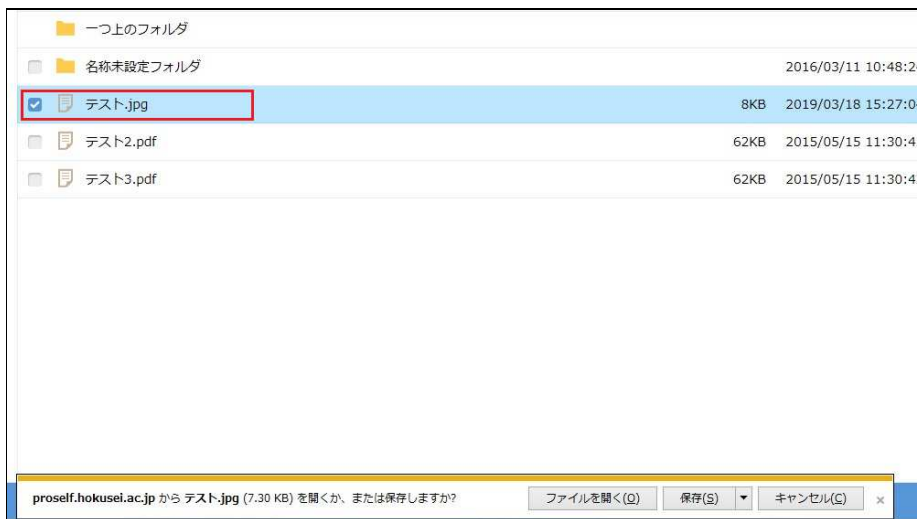 一つ上のフォルダ
名称未設定フォルダ 2016/03/11 10:48:2
テスト.jpg 8KB 2019/03/18 15:27:0
テスト2.pdf 62KB 2015/05/15 11:30:4
テスト3.pdf 62KB 2015/05/15 11:30:4
proself.hokusei.ac.jp から テスト.jpg (7.30 KB) を開くか、または保存しますか? ファイルを開く(O) 保存(S) キャンセル(C)